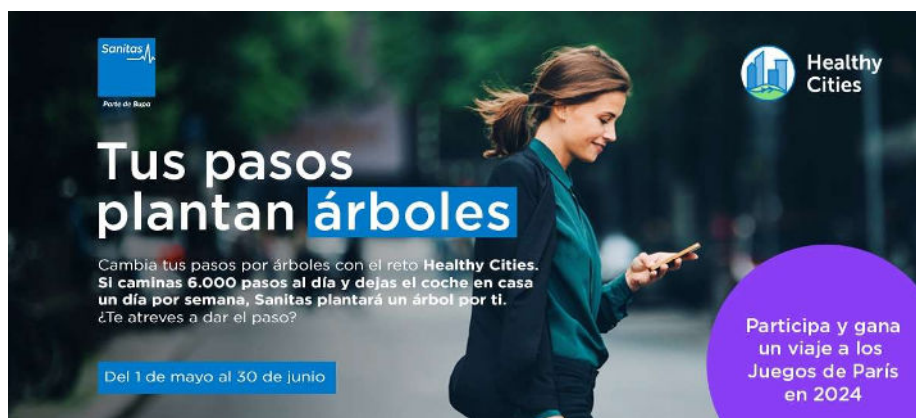 Sanitas
Parte de Bupa
Healthy
Cities
Tus pasos
plantan árboles
Cambia tus pasos por árboles con el reto Healthy Cities.
Si caminas 6.000 pasos al día y dejas el coche en casa
un día por semana, Sanitas plantará un árbol por ti.
¿Te atreves a dar el paso?
Del 1 de mayo al 30 de junio
Participa y gana
un viaje a los
Juegos de París
en 2024